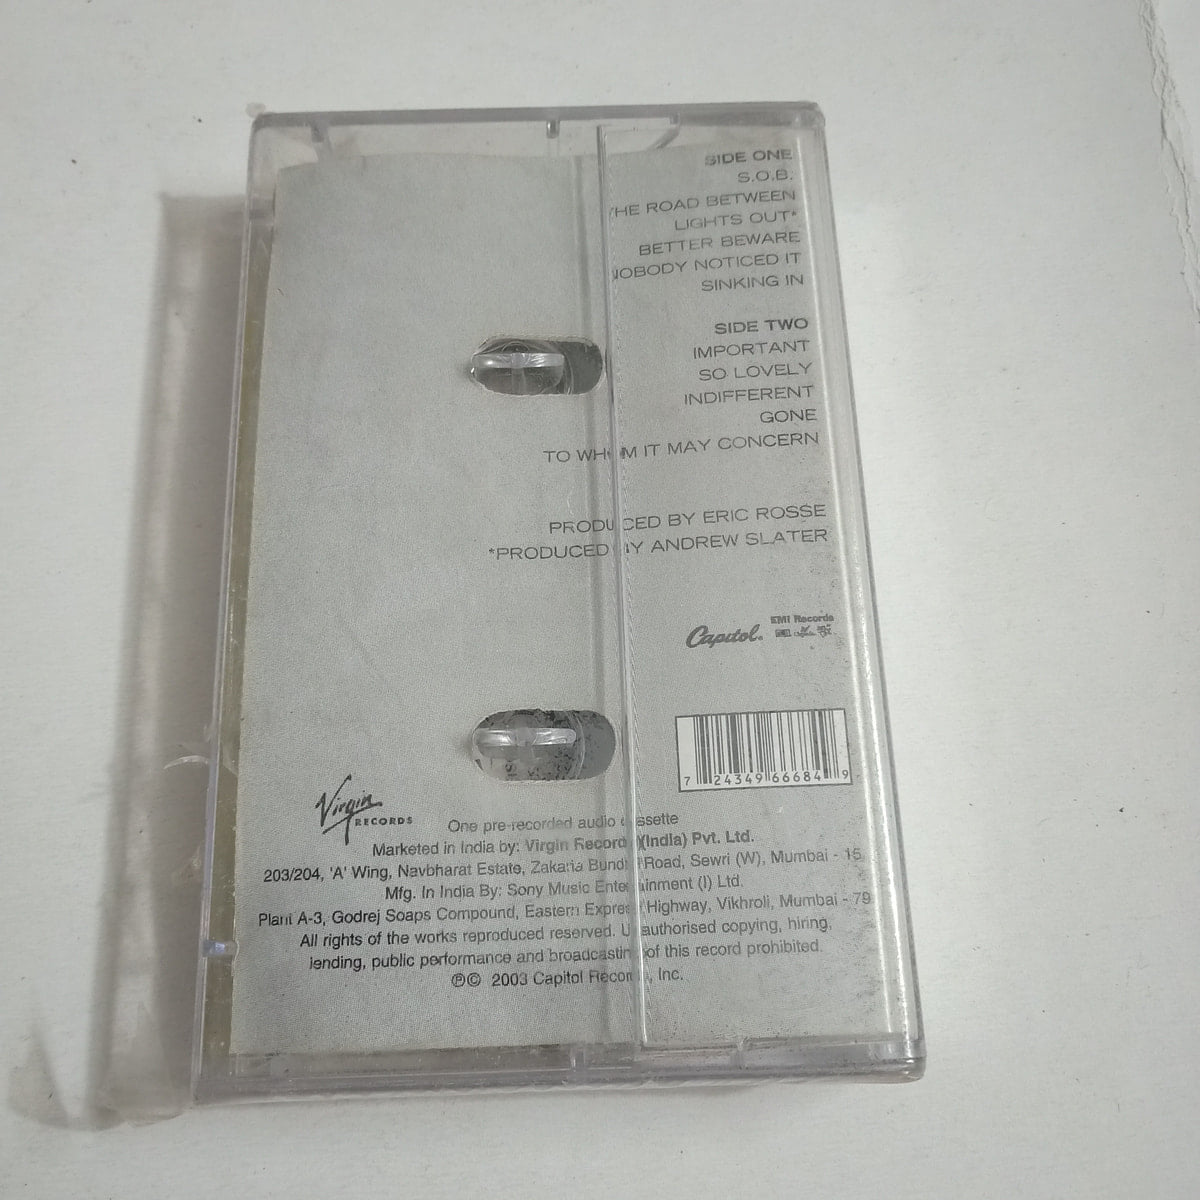 SIDE ONE
S.O.B.
THE ROAD BETWEEN
LIGHTS OUT*
BETTER BEWARE
NOBODY NOTICED IT
SINKING IN
SIDE TWO
IMPORTANT
SO LOVELY
INDIFFERENT
GONE
TO WHOM IT MAY CONCERN
PRODUCED BY ERIC ROSSE
*PRODUCED BY ANDREW SLATER
Capitol. EMI Records
7 24349 66684 9
Virgin
RECORDS
One pre-recorded audio cassette
Marketed in India by: Virgin Records (India) Pvt. Ltd.
203/204, 'A' Wing, Navbharat Estate, Zakaria Bunder Road, Sewri (W), Mumbai - 15
Mfg. In India By: Sony Music Entertainment (I) Ltd.
Plant A-3, Godrej Soaps Compound, Eastern Express Highway, Vikhroli, Mumbai - 79
All rights of the works reproduced reserved. Unauthorised copying, hiring,
lending, public performance and broadcasting of this record prohibited.
℗© 2003 Capitol Records, Inc.